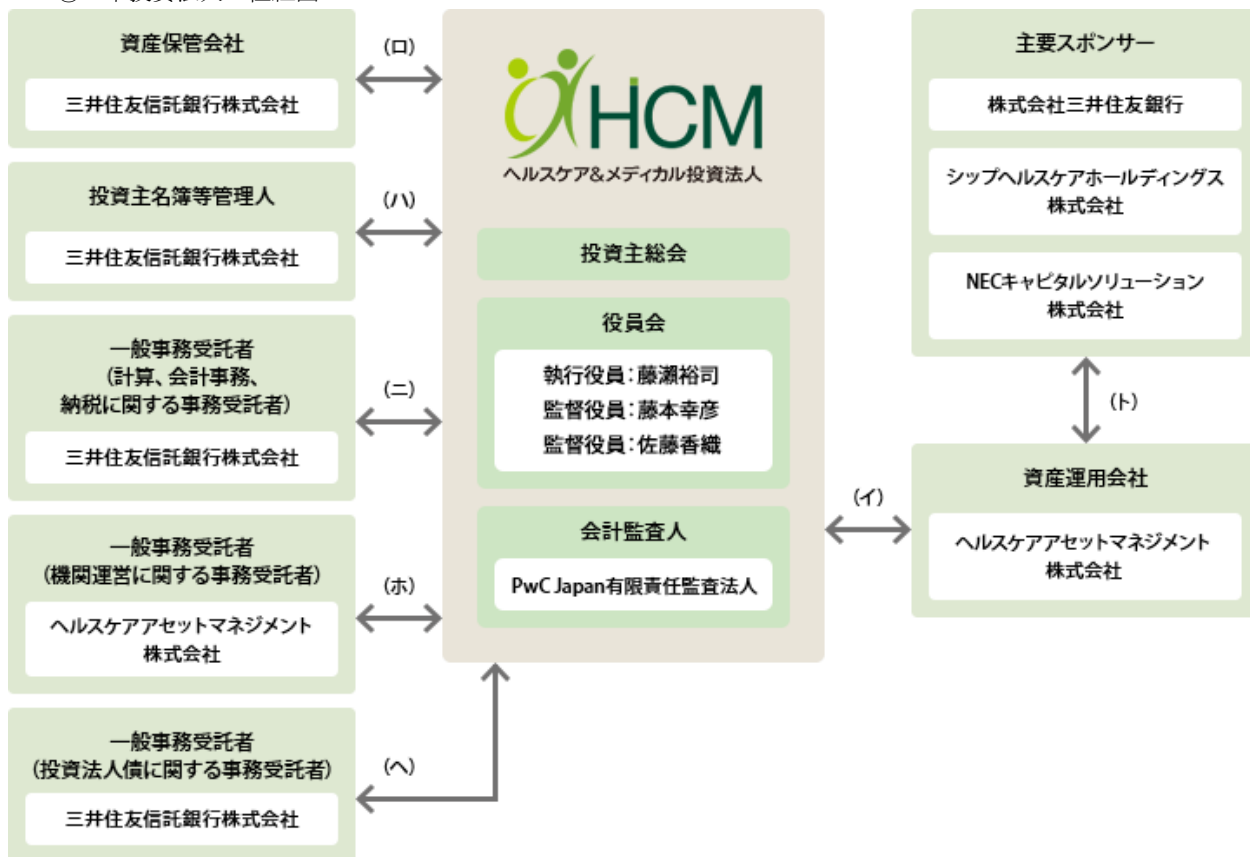 資産保管会社
三井住友信託銀行株式会社
(ロ)
投資主名簿等管理人
三井住友信託銀行株式会社
(ハ)
一般事務受託者
(計算、会計事務、
納税に関する事務受託者)
三井住友信託銀行株式会社
(ニ)
一般事務受託者
(機関運営に関する事務受託者)
ヘルスケアアセットマネジメント
株式会社
(ホ)
一般事務受託者
(投資法人債に関する事務受託者)
三井住友信託銀行株式会社
(ヘ)
HCM
ヘルスケア&メディカル投資法人
投資主総会
役員会
執行役員:藤瀬裕司
監督役員:藤本幸彦
監督役員:佐藤香織
会計監査人
PwC Japan有限責任監査法人
(イ)
主要スポンサー
株式会社三井住友銀行
シップヘルスケアホールディングス
株式会社
NECキャピタルソリューション
株式会社
(ト)
資産運用会社
ヘルスケアアセットマネジメント
株式会社